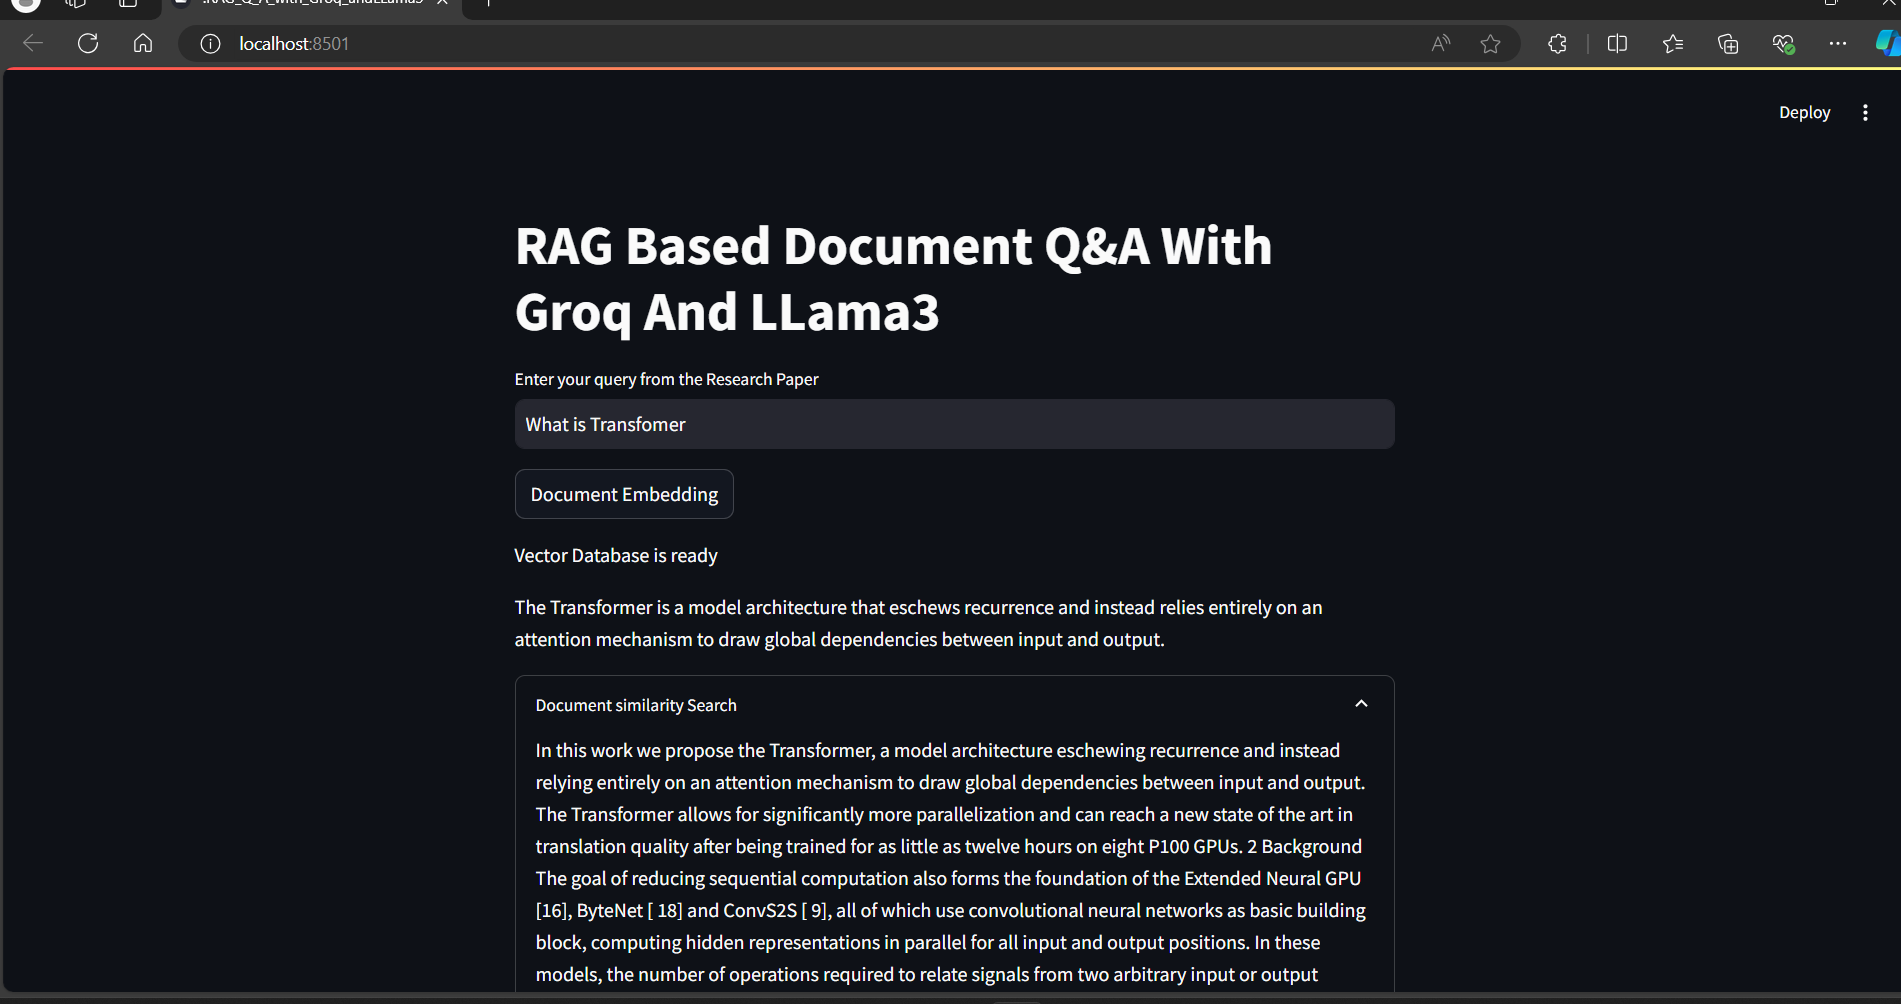 localhost:8501
Deploy
RAG Based Document Q&A With
Groq And LLama3
Enter your query from the Research Paper
What is Transfomer
Document Embedding
Vector Database is ready
The Transformer is a model architecture that eschews recurrence and instead relies entirely on an
attention mechanism to draw global dependencies between input and output.
Document similarity Search
In this work we propose the Transformer, a model architecture eschewing recurrence and instead
relying entirely on an attention mechanism to draw global dependencies between input and output.
The Transformer allows for significantly more parallelization and can reach a new state of the art in
translation quality after being trained for as little as twelve hours on eight P100 GPUs. 2 Background
The goal of reducing sequential computation also forms the foundation of the Extended Neural GPU
[16], ByteNet [ 18] and ConvS2S [ 9], all of which use convolutional neural networks as basic building
block, computing hidden representations in parallel for all input and output positions. In these
models, the number of operations required to relate signals from two arbitrary input or output